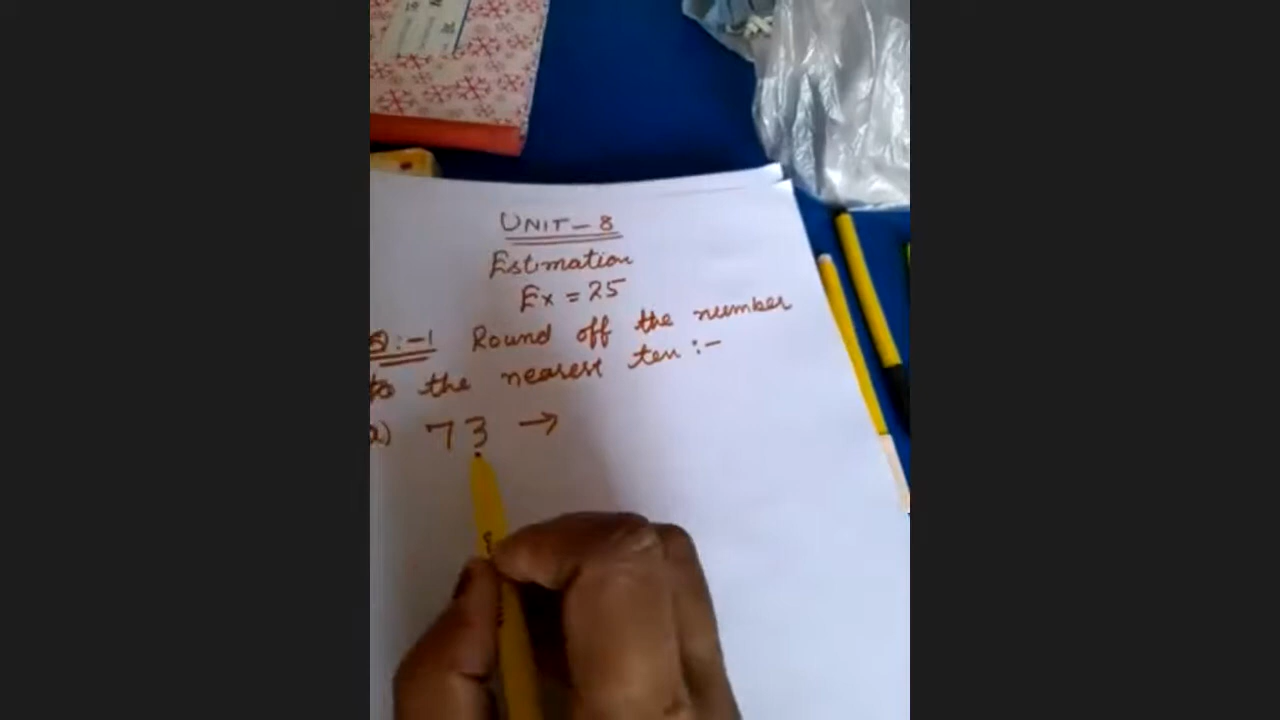 UNIT - 8
Estimation
Ex = 25
Q:-1 Round off the number
to the nearest ten :-
a) 73 →